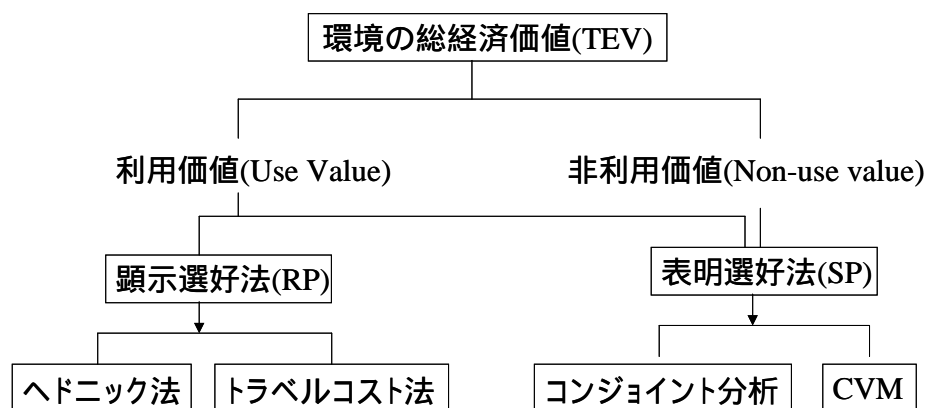 環境の総経済価値(TEV)
利用価値(Use Value)
非利用価値(Non-use value)
顕示選好法(RP)
表明選好法(SP)
ヘドニック法
トラベルコスト法
コンジョイント分析
CVM